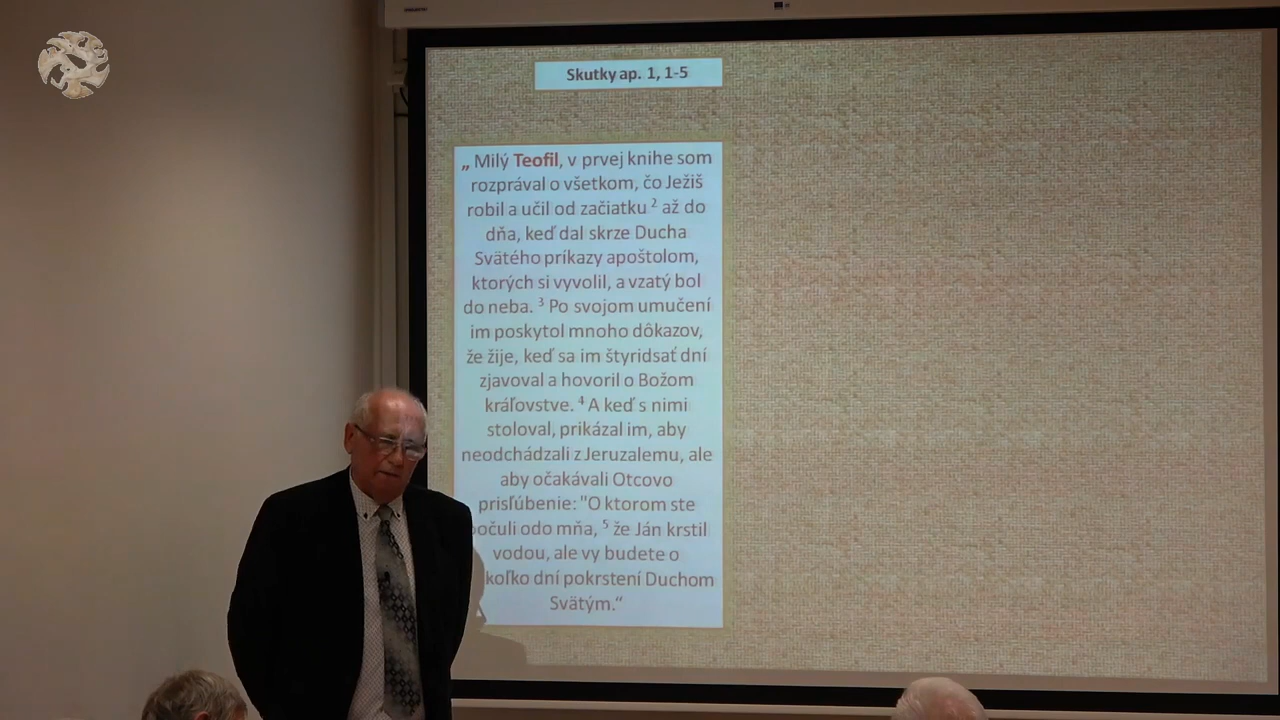 Skutky ap. 1, 1-5
„ Milý Teofil, v prvej knihe som
rozprával o všetkom, čo Ježiš
robil a učil od začiatku ² až do
dňa, keď dal skrze Ducha
Svätého príkazy apoštolom,
ktorých si vyvolil, a vzatý bol
do neba. ³ Po svojom umučení
im poskytol mnoho dôkazov,
že žije, keď sa im štyridsať dní
zjavoval a hovoril o Božom
kráľovstve. ⁴ A keď s nimi
stoloval, prikázal im, aby
neodchádzali z Jeruzalemu, ale
aby očakávali Otcovo
prisľúbenie: "O ktorom ste
počuli odo mňa, ⁵ že Ján krstil
vodou, ale vy budete o
koľko dní pokrstení Duchom
Svätým.“